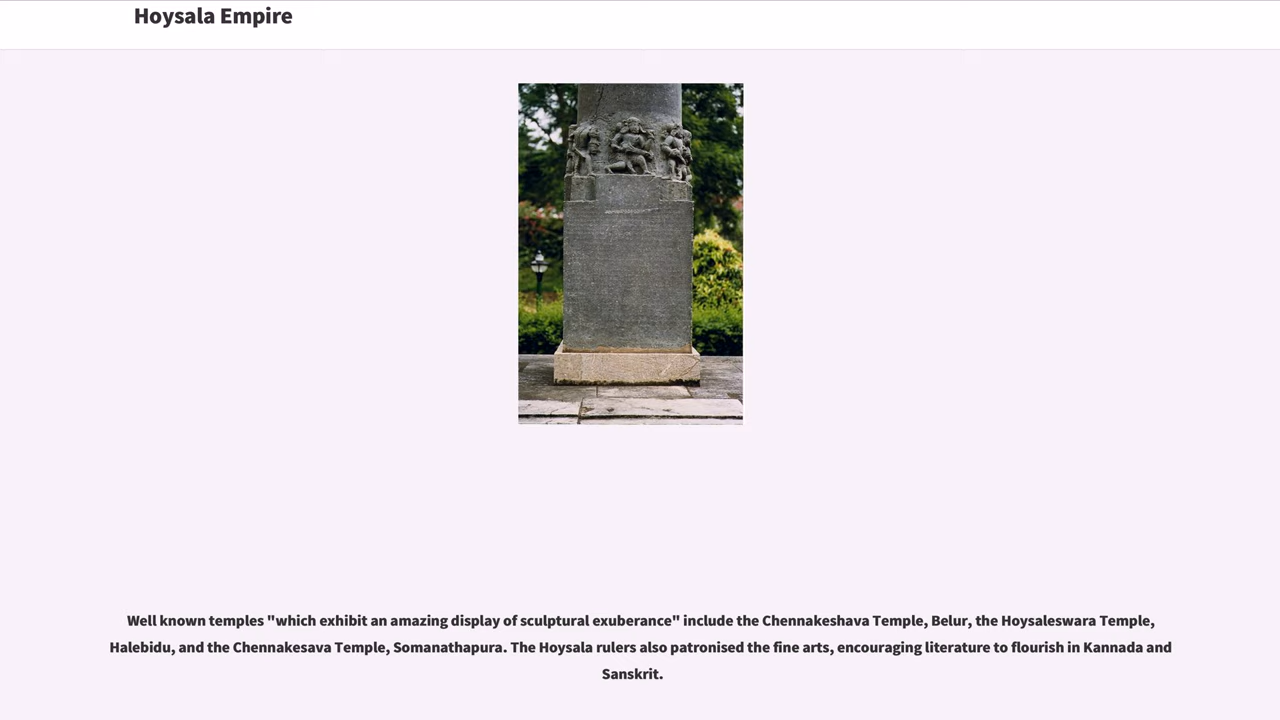 Hoysala Empire
Well known temples "which exhibit an amazing display of sculptural exuberance" include the Chennakeshava Temple, Belur, the Hoysaleswara Temple,
Halebidu, and the Chennakesava Temple, Somanathapura. The Hoysala rulers also patronised the fine arts, encouraging literature to flourish in Kannada and
Sanskrit.